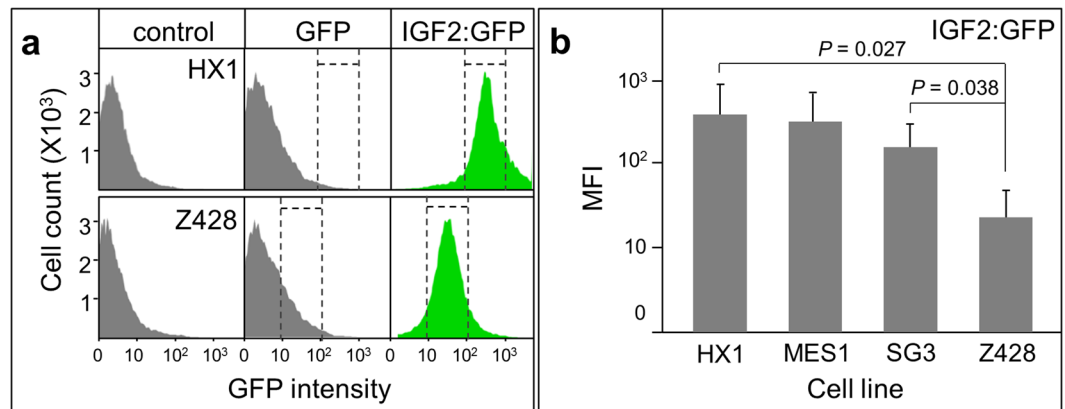 a
control
GFP
IGF2:GFP
HX1
3
2
1
Z428
3
2
1
Cell count (X10³)
0 10 10² 10³
0 10 10² 10³
0 10 10² 10³
GFP intensity
b
IGF2:GFP
P = 0.027
P = 0.038
10³
10²
10
0
MFI
HX1 MES1 SG3 Z428
Cell line